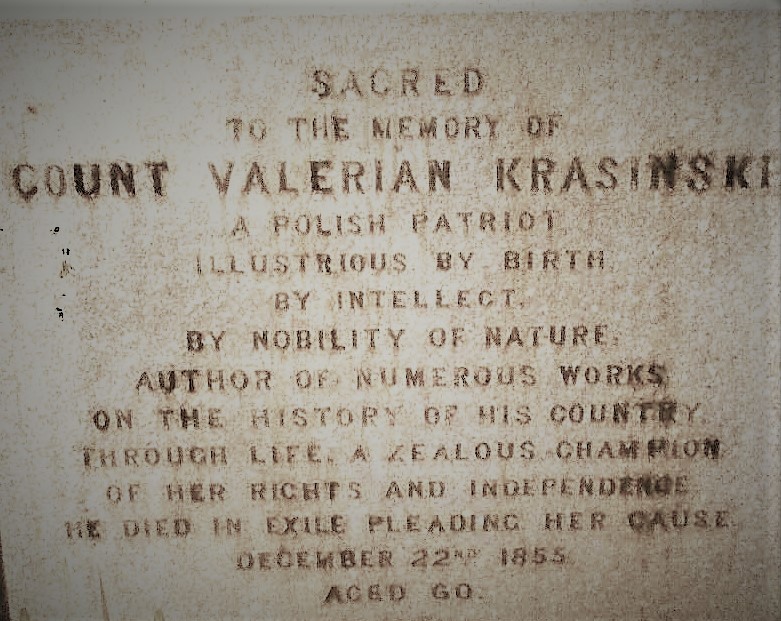 SACRED
TO THE MEMORY OF
COUNT VALERIAN KRASINSKI
A POLISH PATRIOT
ILLUSTRIOUS BY BIRTH
BY INTELLECT,
BY NOBILITY OF NATURE,
AUTHOR OF NUMEROUS WORKS
ON THE HISTORY OF HIS COUNTRY,
THROUGH LIFE, A ZEALOUS CHAMPION
OF HER RIGHTS AND INDEPENDENCE
HE DIED IN EXILE PLEADING HER CAUSE
DECEMBER 22ND 1855
AGED 60.